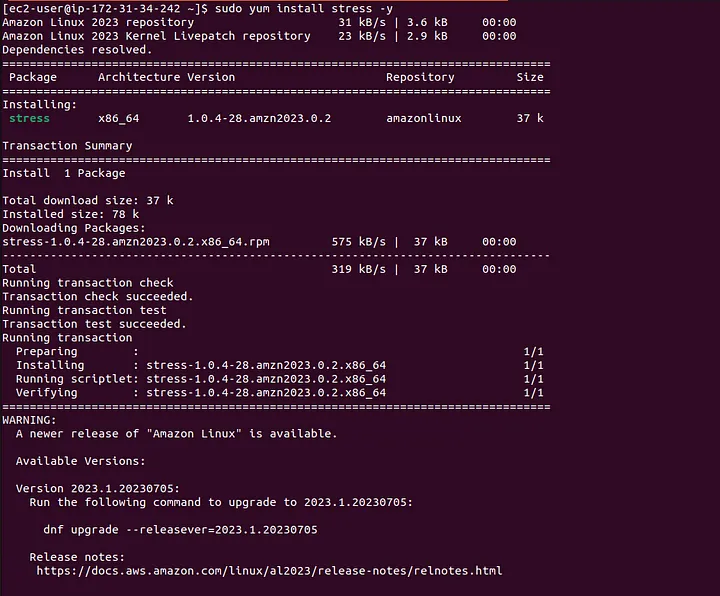 [ec2-user@ip-172-31-34-242 ~]$ sudo yum install stress -y
Amazon Linux 2023 repository                     31 kB/s | 3.6 kB     00:00
Amazon Linux 2023 Kernel Livepatch repository    23 kB/s | 2.9 kB     00:00
Dependencies resolved.
================================================================================
 Package      Architecture Version                      Repository         Size
================================================================================
Installing:
 stress       x86_64       1.0.4-28.amzn2023.0.2        amazonlinux        37 k

Transaction Summary
================================================================================
Install  1 Package

Total download size: 37 k
Installed size: 78 k
Downloading Packages:
stress-1.0.4-28.amzn2023.0.2.x86_64.rpm         575 kB/s |  37 kB     00:00
--------------------------------------------------------------------------------
Total                                           319 kB/s |  37 kB     00:00
Running transaction check
Transaction check succeeded.
Running transaction test
Transaction test succeeded.
Running transaction
  Preparing        :                                                        1/1
  Installing       : stress-1.0.4-28.amzn2023.0.2.x86_64                    1/1
  Running scriptlet: stress-1.0.4-28.amzn2023.0.2.x86_64                    1/1
  Verifying        : stress-1.0.4-28.amzn2023.0.2.x86_64                    1/1
================================================================================
WARNING:
  A newer release of "Amazon Linux" is available.

  Available Versions:

  Version 2023.1.20230705:
    Run the following command to upgrade to 2023.1.20230705:

      dnf upgrade --releasever=2023.1.20230705

    Release notes:
     https://docs.aws.amazon.com/linux/al2023/release-notes/relnotes.html